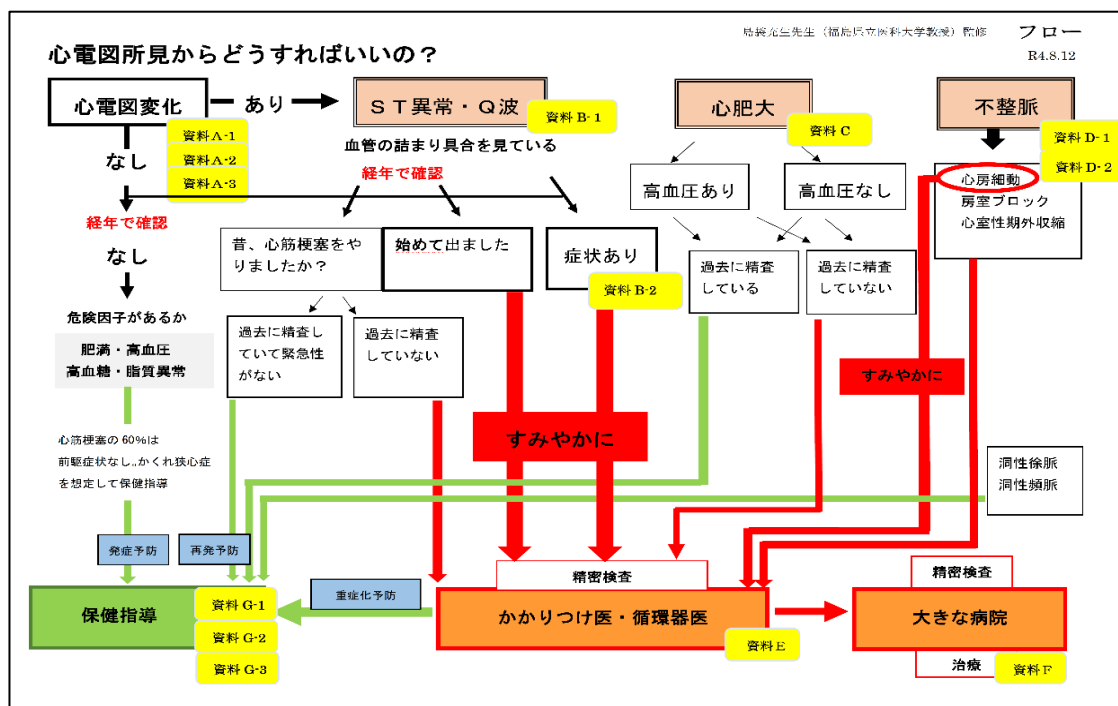 心電図所見からどうすればいいの？
島袋充生先生（福島県立医科大学教授）監修
フロー
R4.8.12
心電図変化
あり
ＳＴ異常・Ｑ波
心肥大
不整脈
資料A-1
資料A-2
資料A-3
資料 B-1
資料 C
資料 D-1
資料 D-2
なし
血管の詰まり具合を見ている
経年で確認
経年で確認
高血圧あり
高血圧なし
心房細動
房室ブロック
心室性期外収縮
なし
昔、心筋梗塞をや
りましたか？
始めて出ました
症状あり
資料 B-2
過去に精査
している
過去に精査
していない
危険因子があるか
肥満・高血圧
高血糖・脂質異常
過去に精査し
ていて緊急性
がない
過去に精査
していない
すみやかに
すみやかに
心筋梗塞の 60%は
前駆症状なし..かくれ狭心症
を想定して保健指導
洞性徐脈
洞性頻脈
発症予防
再発予防
重症化予防
精密検査
精密検査
保健指導
資料 G-1
資料 G-2
資料 G-3
かかりつけ医・循環器医
資料 E
大きな病院
治療
資料 F